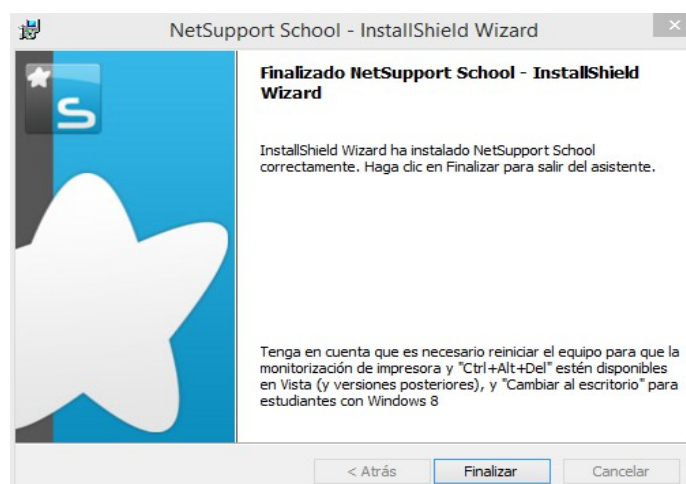 NetSupport School - InstallShield Wizard
S
Finalizado NetSupport School - InstallShield
Wizard
InstallShield Wizard ha instalado NetSupport School
correctamente. Haga clic en Finalizar para salir del asistente.
Tenga en cuenta que es necesario reiniciar el equipo para que la
monitorización de impresora y "Ctrl+Alt+Del" estén disponibles
en Vista (y versiones posteriores), y "Cambiar al escritorio" para
estudiantes con Windows 8
< Atrás
Finalizar
Cancelar